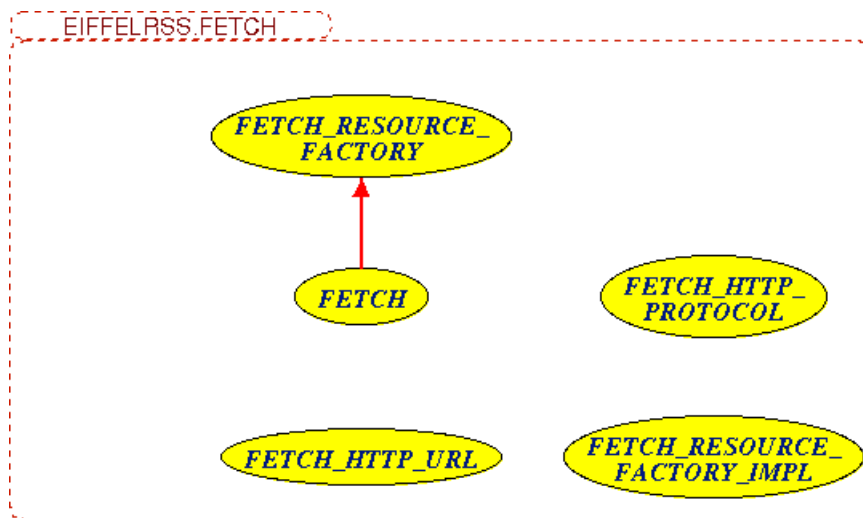 EIFFELRSS.FETCH
FETCH_RESOURCE_
FACTORY
FETCH
FETCH_HTTP_
PROTOCOL
FETCH_HTTP_URL
FETCH_RESOURCE_
FACTORY_IMPL